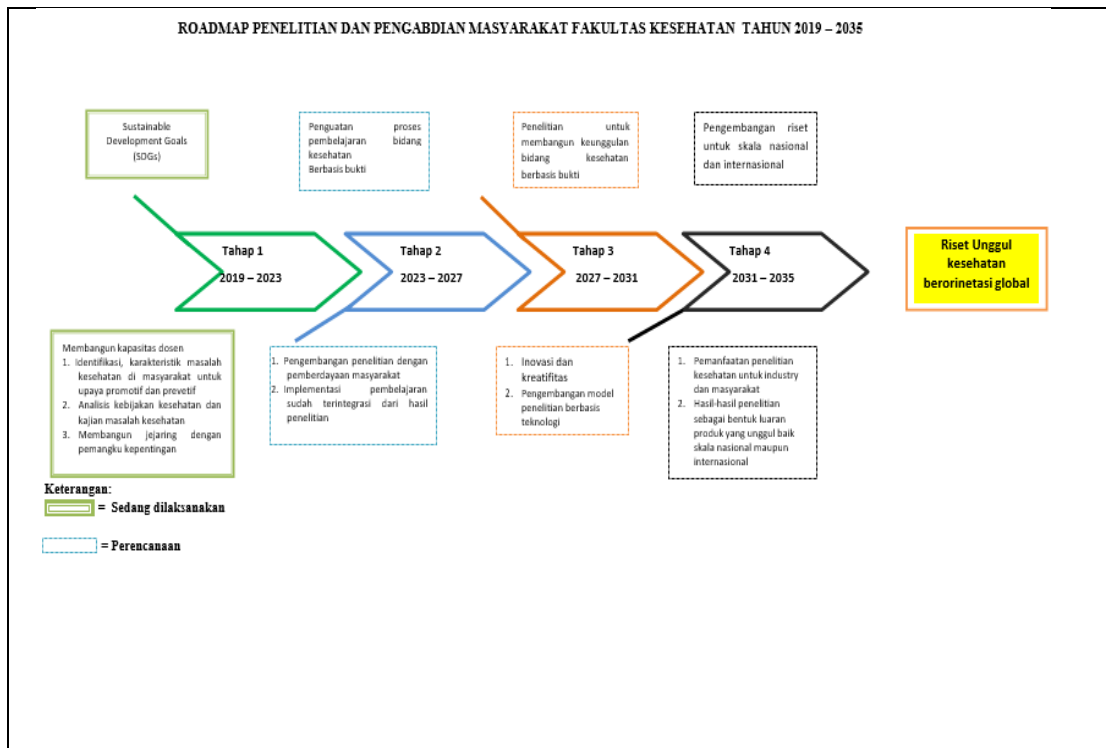 ROADMAP PENELITIAN DAN PENGABDIAN MASYARAKAT FAKULTAS KESEHATAN TAHUN 2019 – 2035
Sustainable
Development Goals
(SDGs)
Penguatan proses
pembelajaran bidang
kesehatan
Berbasis bukti
Penelitian untuk
membangun keunggulan
bidang kesehatan
berbasis bukti
Pengembangan riset
untuk skala nasional
dan internasional
Tahap 1
2019 – 2023
Tahap 2
2023 – 2027
Tahap 3
2027 – 2031
Tahap 4
2031 – 2035
Riset Unggul
kesehatan
berorinetasi global
Membangun kapasitas dosen
1. Identifikasi, karakteristik masalah
kesehatan di masyarakat untuk
upaya promotif dan prevetif
2. Analisis kebijakan kesehatan dan
kajian masalah kesehatan
3. Membangun jejaring dengan
pemangku kepentingan
1. Pengembangan penelitian dengan
pemberdayaan masyarakat
2. Implementasi pembelajaran
sudah terintegrasi dari hasil
penelitian
1. Inovasi dan
kreatifitas
2. Pengembangan model
penelitian berbasis
teknologi
1. Pemanfaatan penelitian
kesehatan untuk industry
dan masyarakat
2. Hasil-hasil penelitian
sebagai bentuk luaran
produk yang unggul baik
skala nasional maupun
internasional
Keterangan:
= Sedang dilaksanakan
= Perencanaan